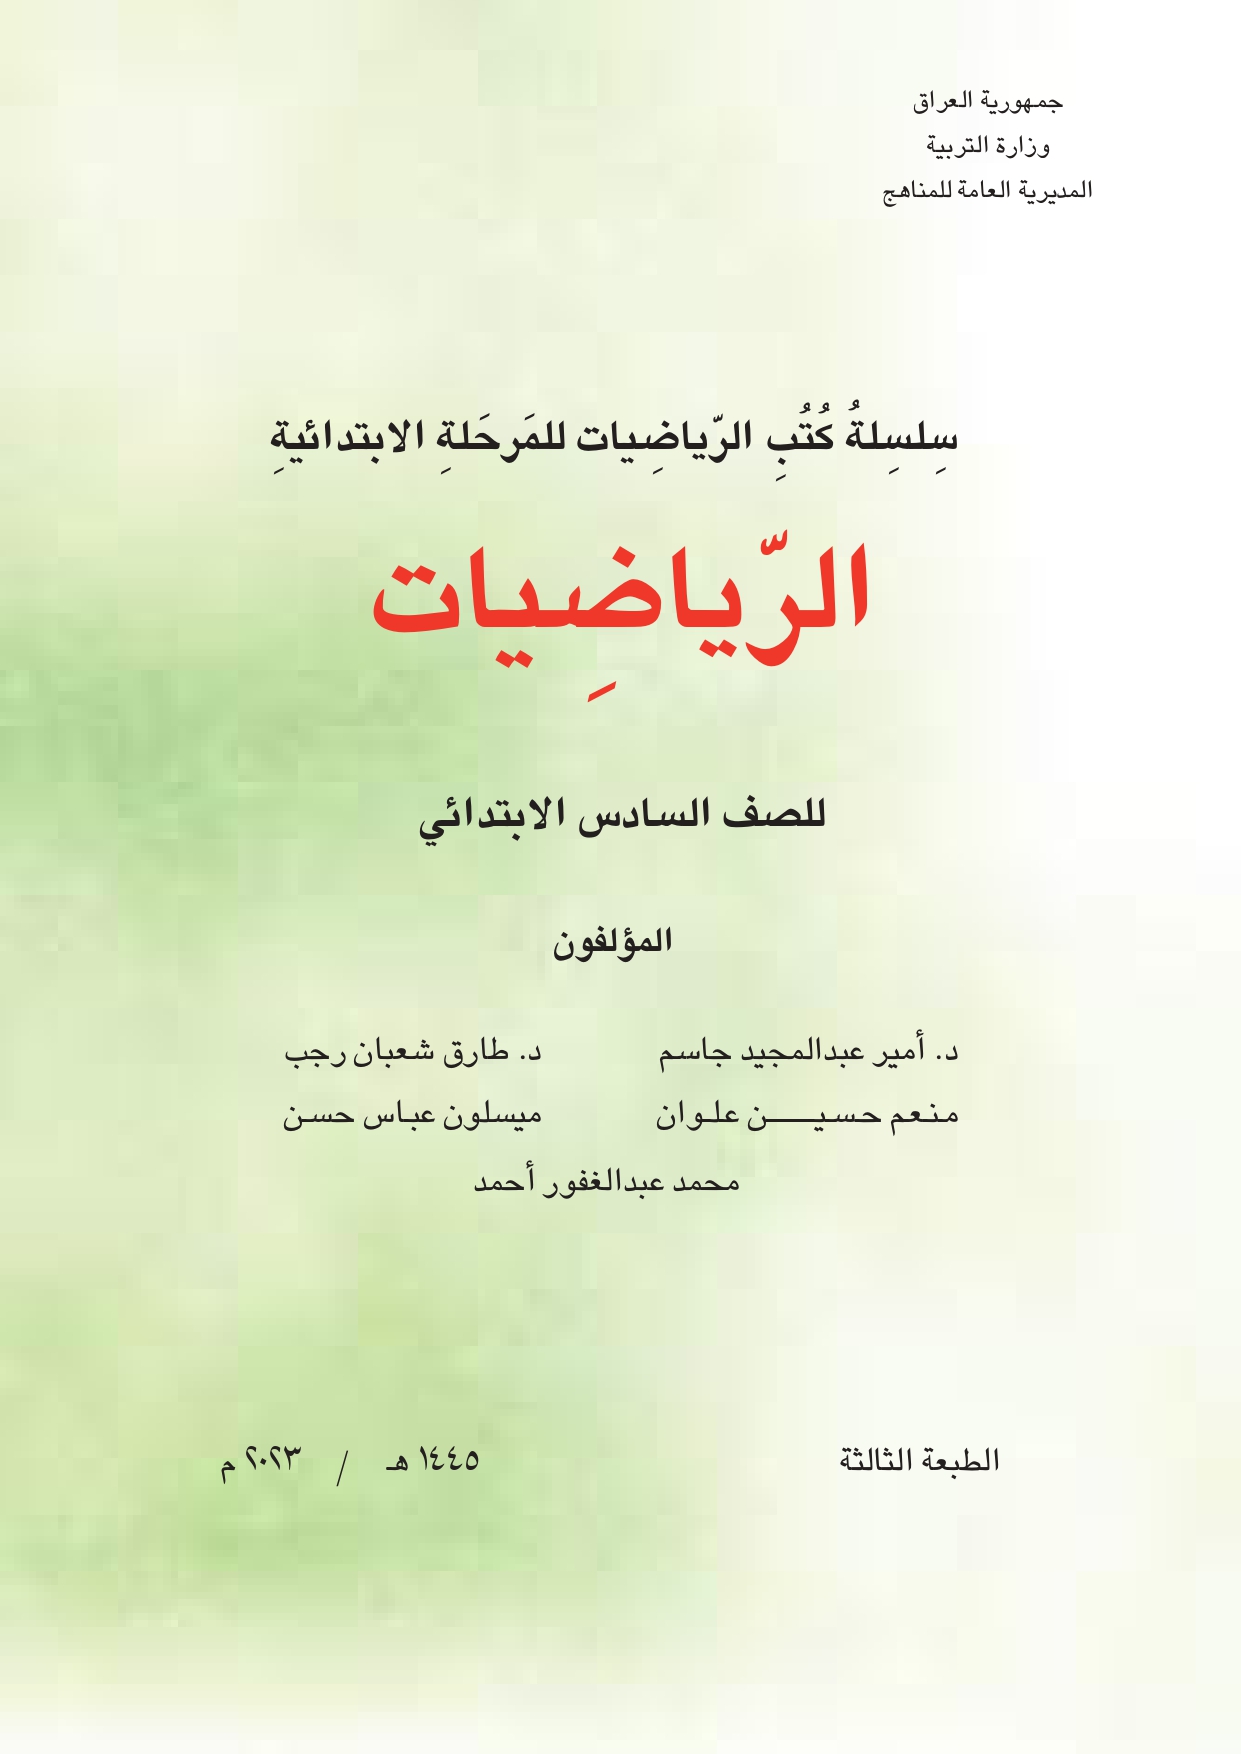 جمهورية العراق
وزارة التربية
المديرية العامة للمناهج
سِلسِلةُ كُتُبِ الرّياضِيات للمَرحَلةِ الابتدائيةِ
الرّياضِيات
للصف السادس الابتدائي
المؤلفون
د. أمير عبدالمجيد جاسم د. طارق شعبان رجب
منعم حسيـــــن علوان ميسلون عباس حسن
محمد عبدالغفور أحمد
الطبعة الثالثة ١٤٤٥ هـ / ٢٠٢٣ م